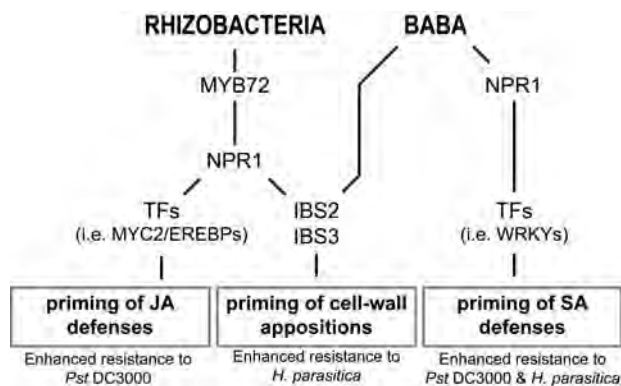 RHIZOBACTERIA
BABA
MYB72
NPR1
NPR1
TFs
(i.e. MYC2/EREBPs)
IBS2
IBS3
TFs
(i.e. WRKYs)
priming of JA
defenses
priming of cell-wall
appositions
priming of SA
defenses
Enhanced resistance to
Pst DC3000
Enhanced resistance to
H. parasitica
Enhanced resistance to
Pst DC3000 & H. parasitica